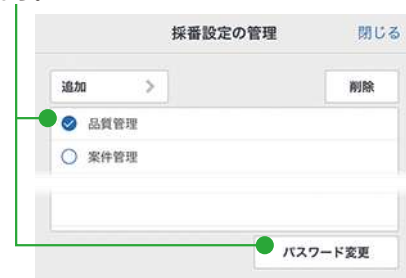 採番設定の管理 閉じる
追加 削除
品質管理
案件管理
パスワード変更